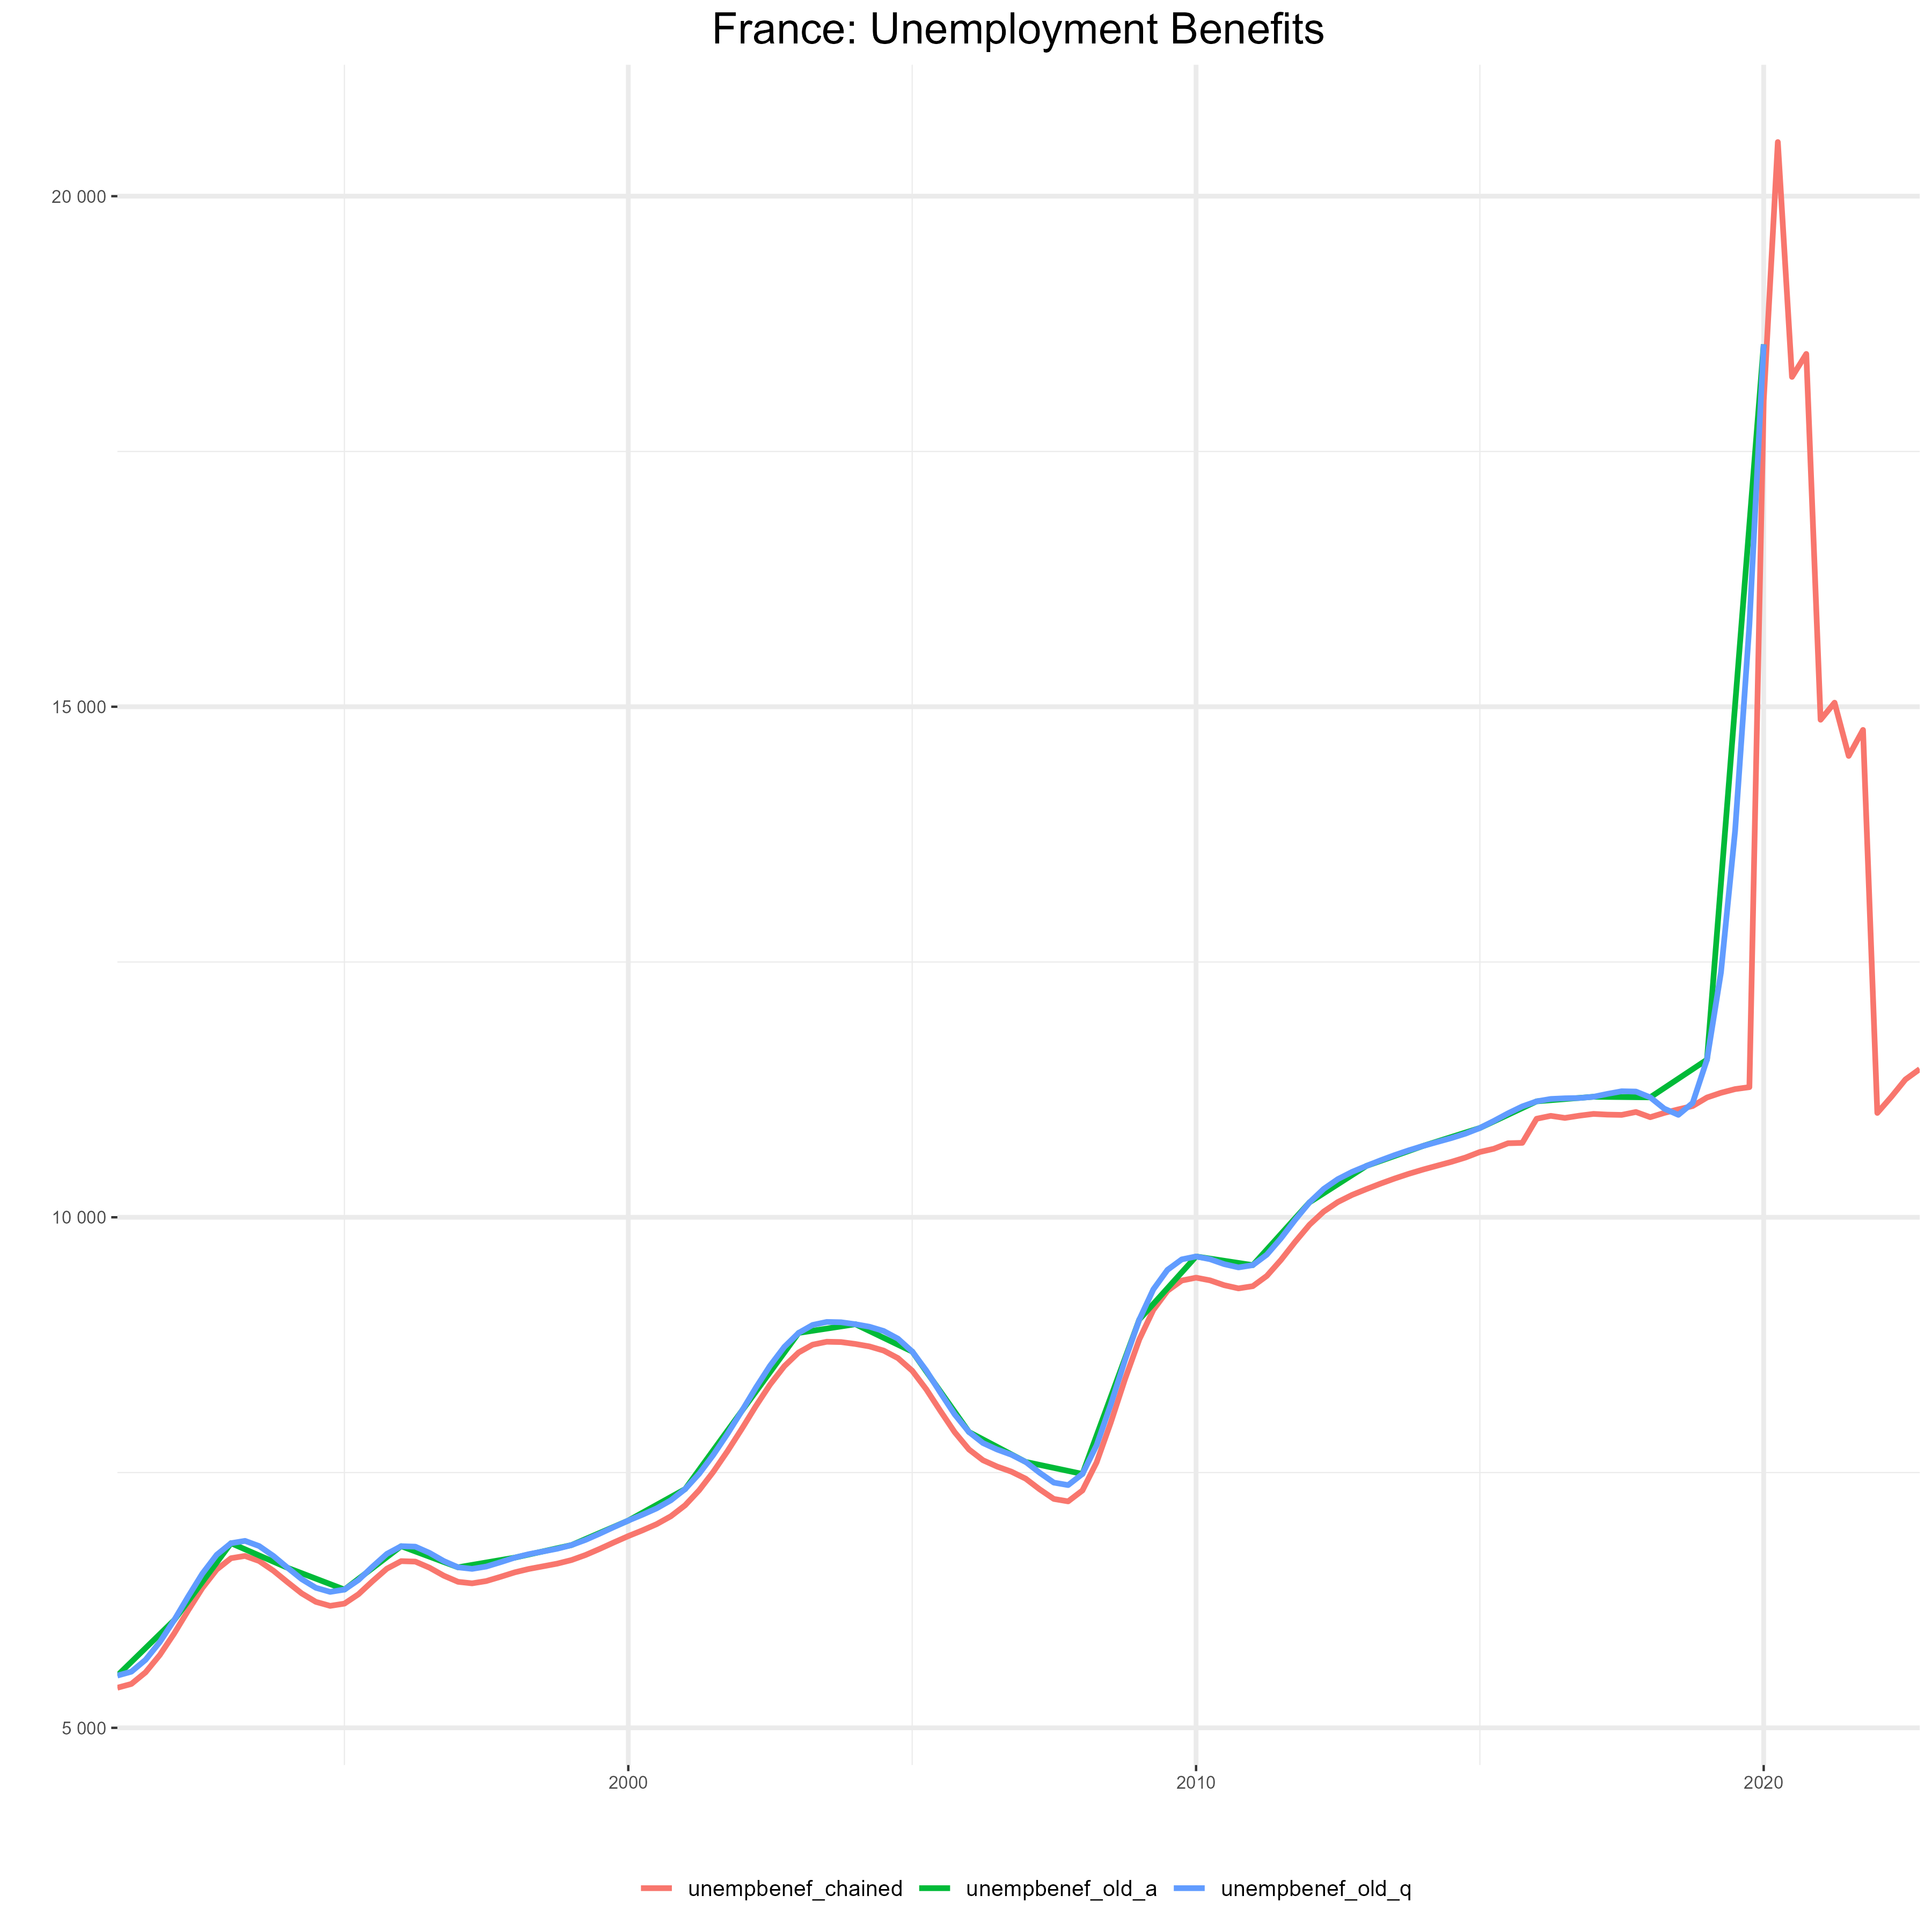 France: Unemployment Benefits
20 000
15 000
10 000
5 000
2000 2010 2020
unempbenef_chained unempbenef_old_a unempbenef_old_q